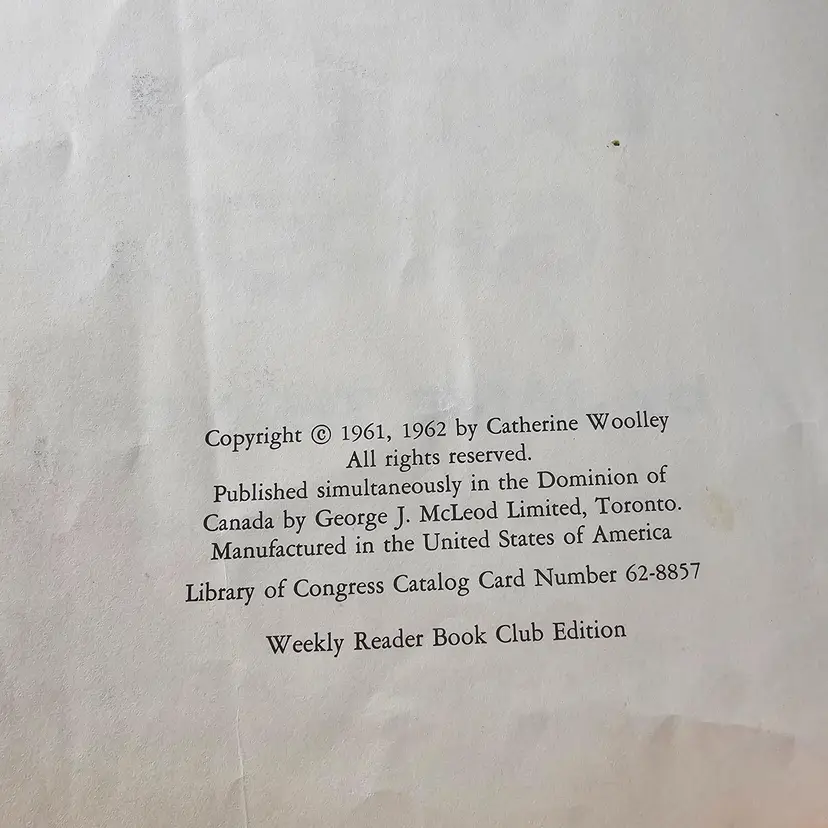 Copyright © 1961, 1962 by Catherine Woolley
All rights reserved.
Published simultaneously in the Dominion of
Canada by George J. McLeod Limited, Toronto.
Manufactured in the United States of America
Library of Congress Catalog Card Number 62-8857
Weekly Reader Book Club Edition